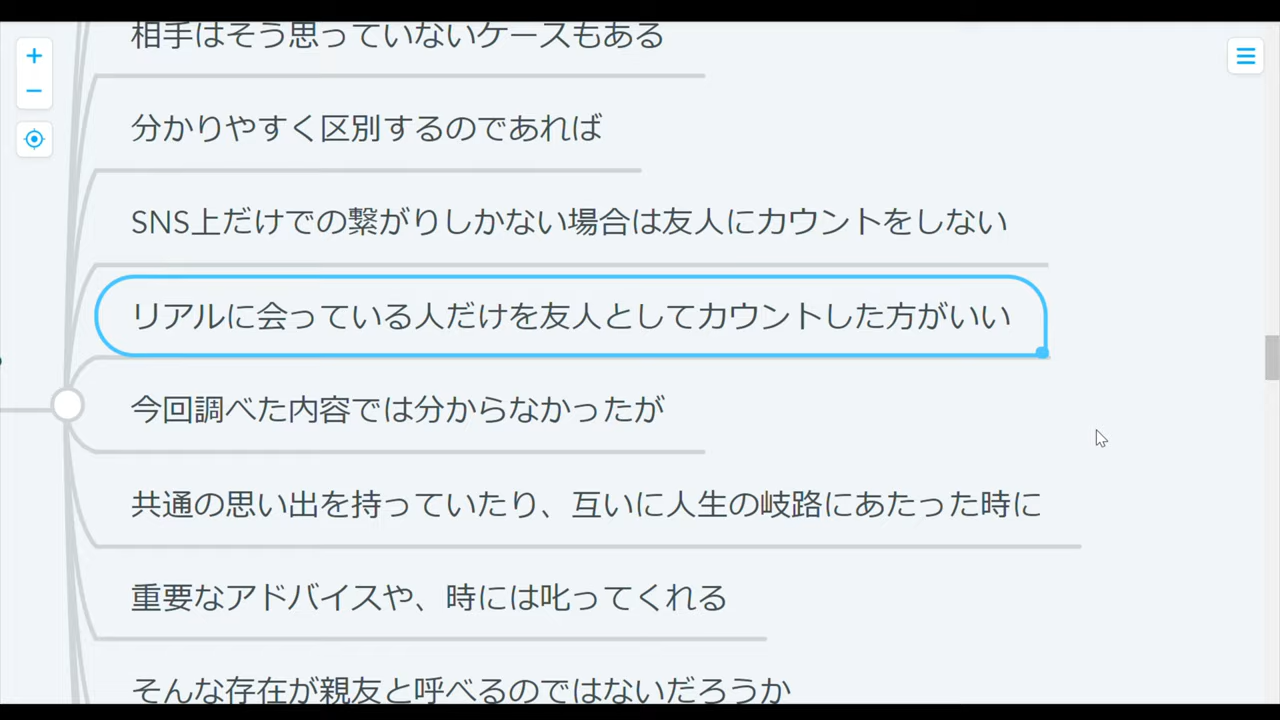 相手はそう思っていないケースもある
分かりやすく区別するのであれば
SNS上だけでの繋がりしかない場合は友人にカウントをしない
リアルに会っている人だけを友人としてカウントした方がいい
今回調べた内容では分からなかったが
共通の思い出を持っていたり、互いに人生の岐路にあたった時に
重要なアドバイスや、時には叱ってくれる
そんな存在が親友と呼べるのではないだろうか